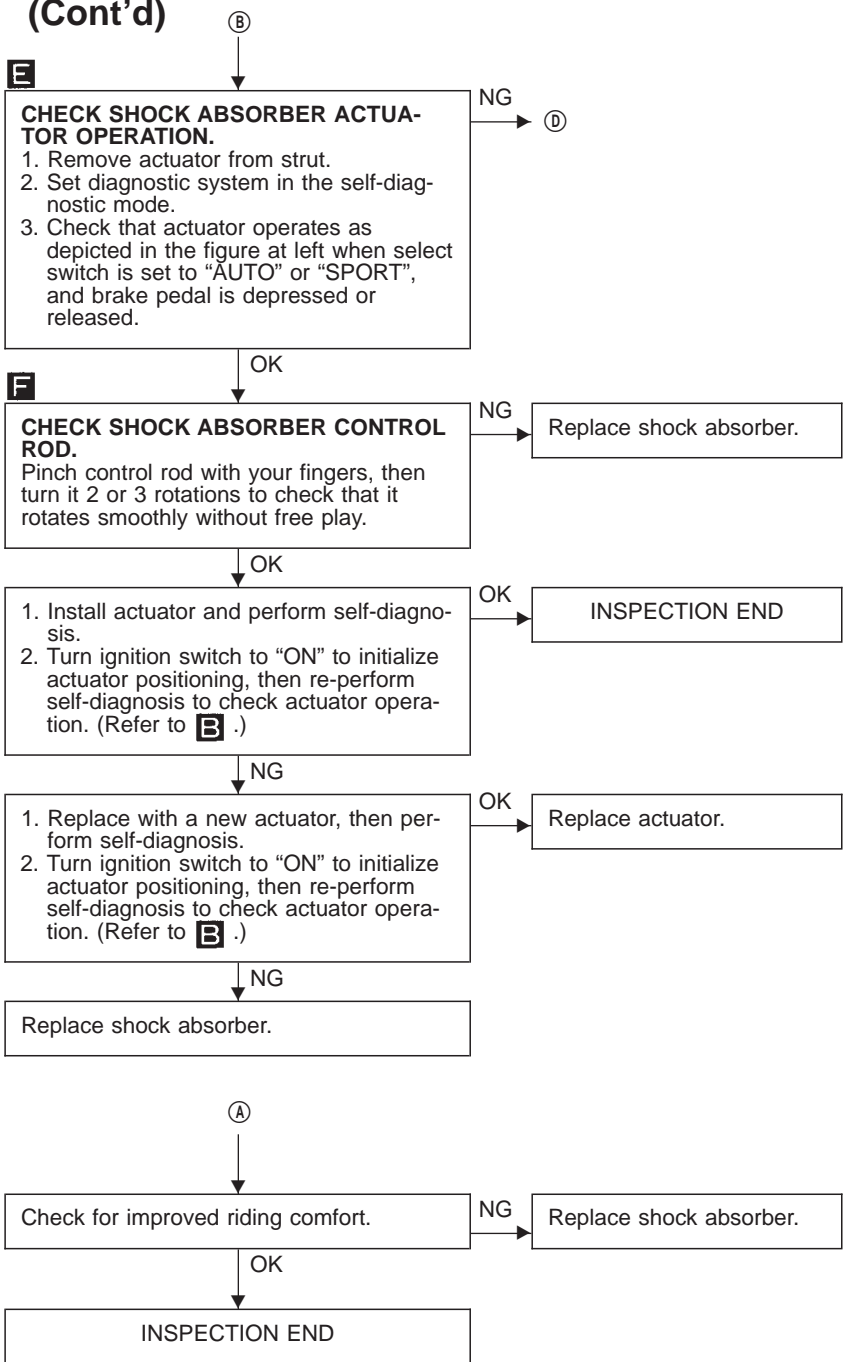 (Cont'd)
Ⓑ
E
CHECK SHOCK ABSORBER ACTUA-
TOR OPERATION.
1. Remove actuator from strut.
2. Set diagnostic system in the self-diag-
nostic mode.
3. Check that actuator operates as
depicted in the figure at left when select
switch is set to “AUTO” or “SPORT”,
and brake pedal is depressed or
released.
NG
Ⓓ
OK
F
CHECK SHOCK ABSORBER CONTROL
ROD.
Pinch control rod with your fingers, then
turn it 2 or 3 rotations to check that it
rotates smoothly without free play.
NG
Replace shock absorber.
OK
1. Install actuator and perform self-diagno-
sis.
2. Turn ignition switch to “ON” to initialize
actuator positioning, then re-perform
self-diagnosis to check actuator opera-
tion. (Refer to B .)
OK
INSPECTION END
NG
1. Replace with a new actuator, then per-
form self-diagnosis.
2. Turn ignition switch to “ON” to initialize
actuator positioning, then re-perform
self-diagnosis to check actuator opera-
tion. (Refer to B .)
OK
Replace actuator.
NG
Replace shock absorber.
Ⓐ
Check for improved riding comfort.
NG
Replace shock absorber.
OK
INSPECTION END